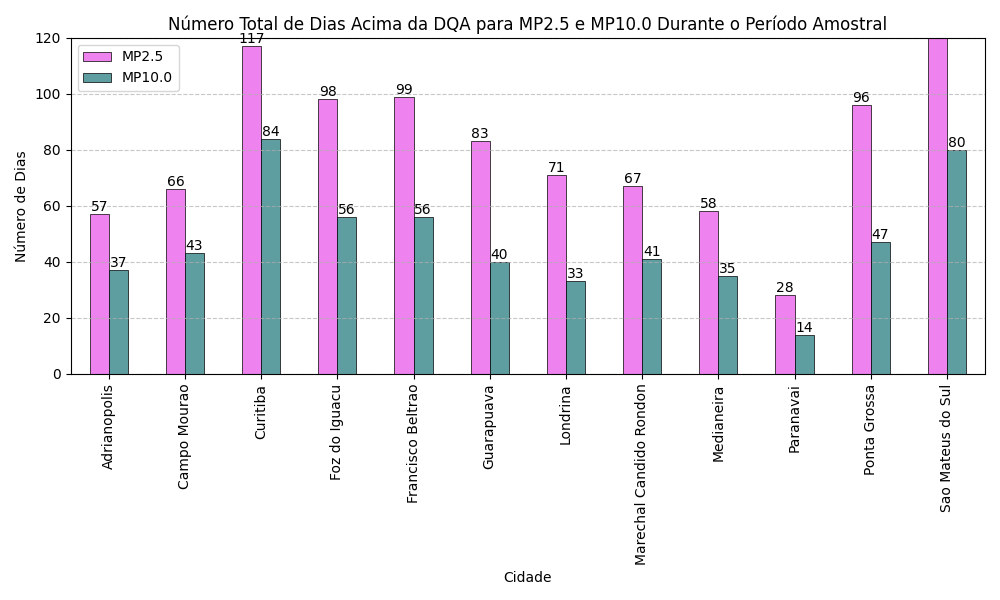 Número Total de Dias Acima da DQA para MP2.5 e MP10.0 Durante o Período Amostral
MP2.5
MP10.0
Número de Dias
120
100
80
60
40
20
0
57
37
66
43
117
84
98
56
99
56
83
40
71
33
67
41
58
35
28
14
96
47
80
Adrianopolis
Campo Mourao
Curitiba
Foz do Iguacu
Francisco Beltrao
Guarapuava
Londrina
Marechal Candido Rondon
Medianeira
Paranavai
Ponta Grossa
Sao Mateus do Sul
Cidade